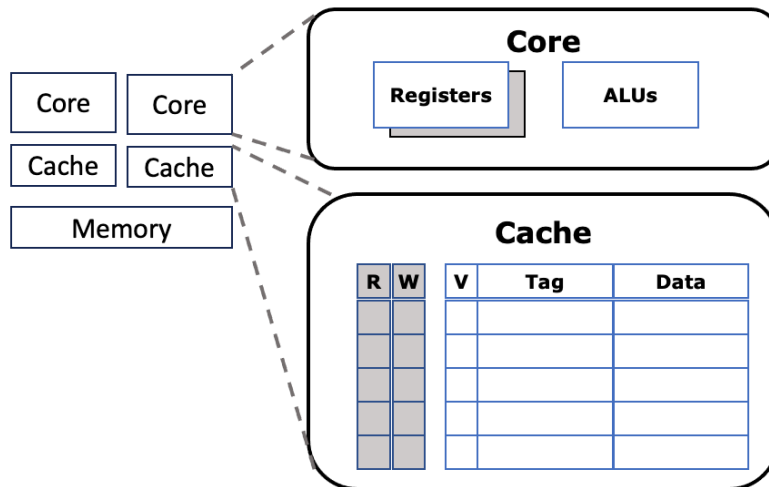 Core
Core
Cache
Cache
Memory
Core
Registers
ALUs
Cache
R W V Tag Data